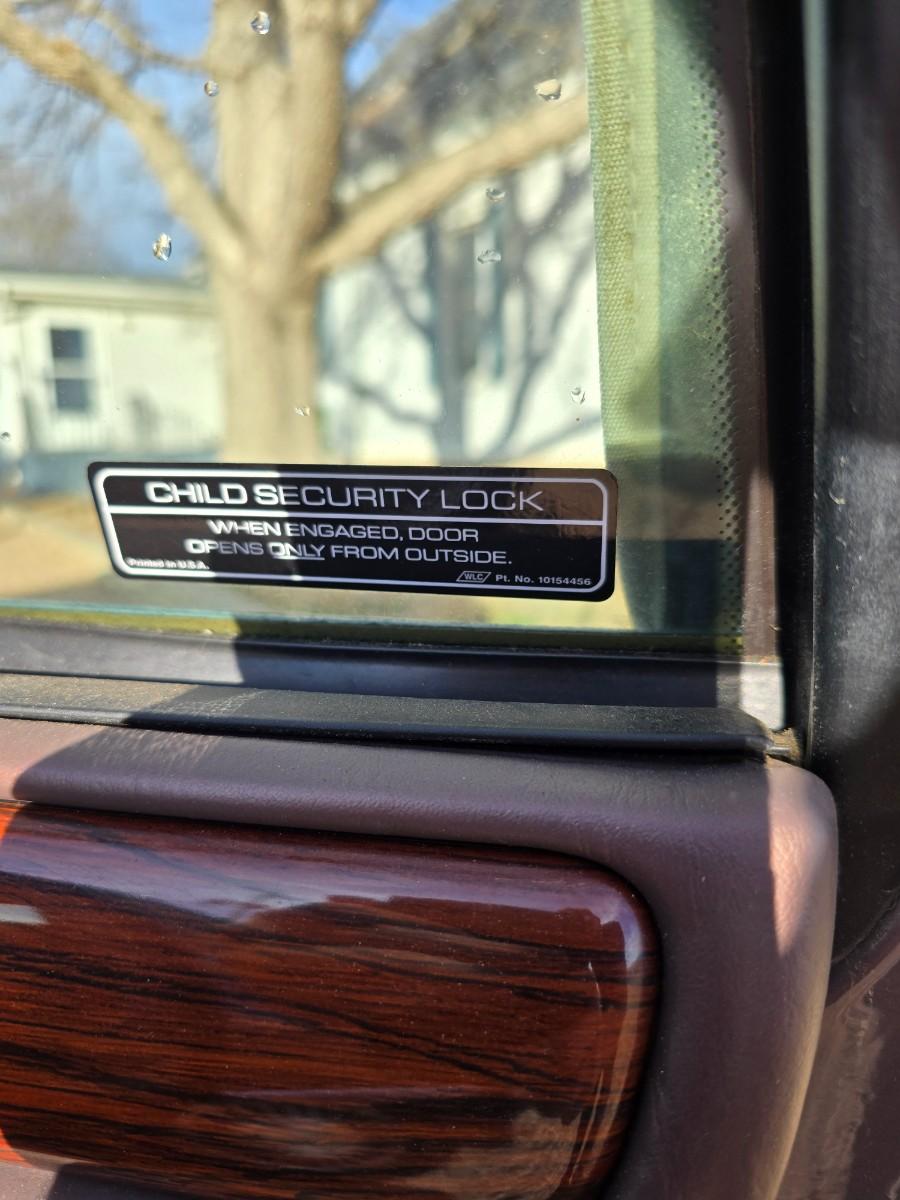 CHILD SECURITY LOCK
WHEN ENGAGED, DOOR
OPENS ONLY FROM OUTSIDE.
Printed in U.S.A.
WLC Pt. No. 10154456